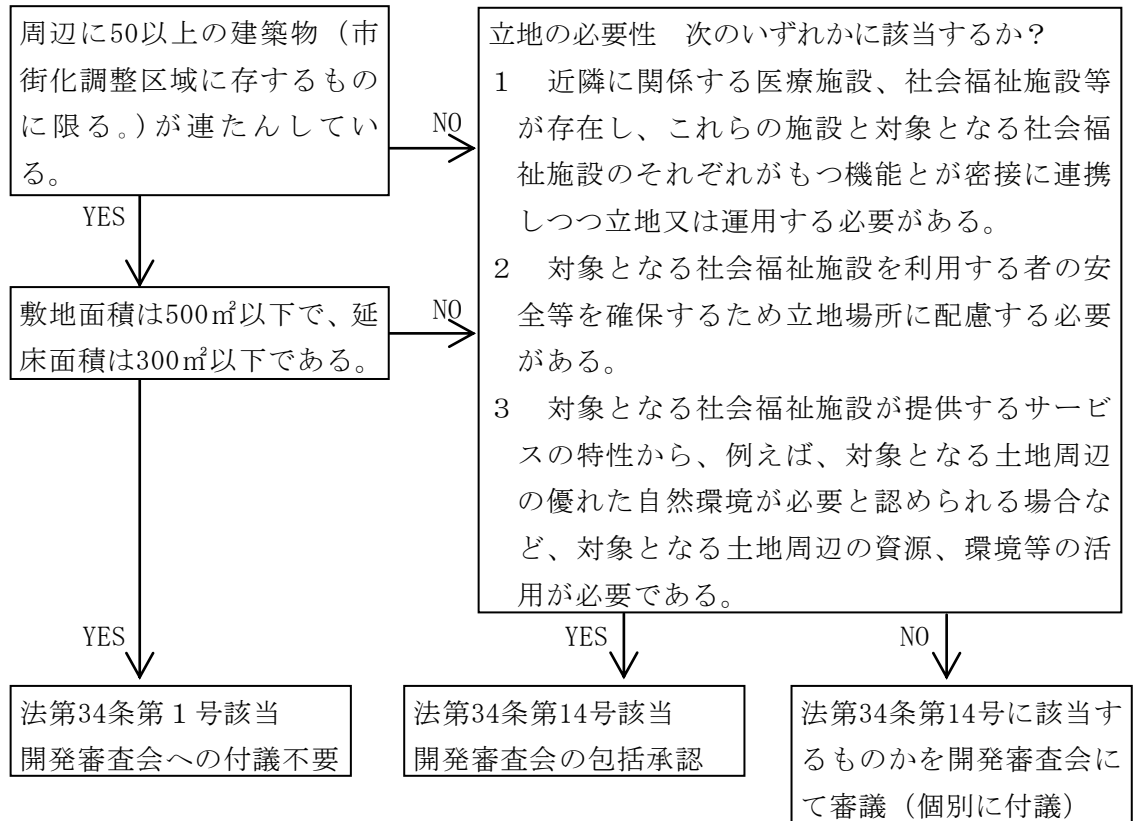 周辺に50以上の建築物（市
街化調整区域に存するもの
に限る。）が連たんしてい
る。
NO
YES
敷地面積は500㎡以下で、延
床面積は300㎡以下である。
NO
立地の必要性　次のいずれかに該当するか？
１　近隣に関係する医療施設、社会福祉施設等
が存在し、これらの施設と対象となる社会福
祉施設のそれぞれがもつ機能とが密接に連携
しつつ立地又は運用する必要がある。
２　対象となる社会福祉施設を利用する者の安
全等を確保するため立地場所に配慮する必要
がある。
３　対象となる社会福祉施設が提供するサービ
スの特性から、例えば、対象となる土地周辺
の優れた自然環境が必要と認められる場合な
ど、対象となる土地周辺の資源、環境等の活
用が必要である。
YES
YES
NO
法第34条第１号該当
開発審査会への付議不要
法第34条第14号該当
開発審査会の包括承認
法第34条第14号に該当す
るものかを開発審査会に
て審議（個別に付議）